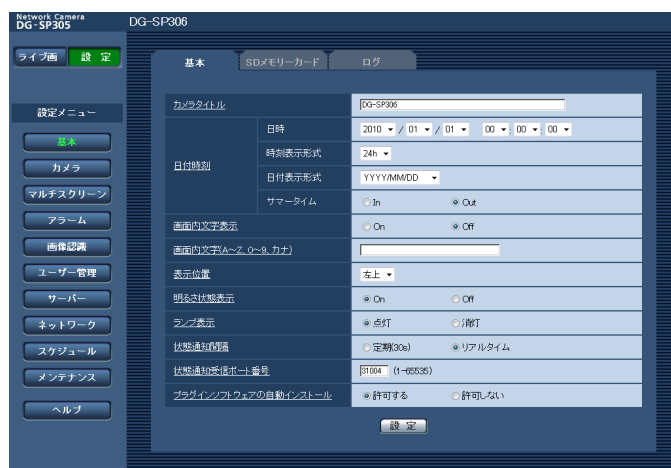 Network Camera
DG-SP305
DG-SP306
ライブ画
設 定
基本
SDメモリーカード
ログ
設定メニュー
基本
カメラ
マルチスクリーン
アラーム
画像認識
ユーザー管理
サーバー
ネットワーク
スケジュール
メンテナンス
ヘルプ
カメラタイトル DG-SP306
日付時刻
日時 2010 / 01 / 01 00 : 00 : 00
時刻表示形式 24h
日付表示形式 YYYY/MM/DD
サマータイム In Out
画面内文字表示 On Off
画面内文字(A～Z、0～9、カナ)
表示位置 左上
明るさ状態表示 On Off
ランプ表示 点灯 消灯
状態通知間隔 定期(30s) リアルタイム
状態通知受信ポート番号 31004 (1-65535)
プラグインソフトウェアの自動インストール 許可する 許可しない
設 定